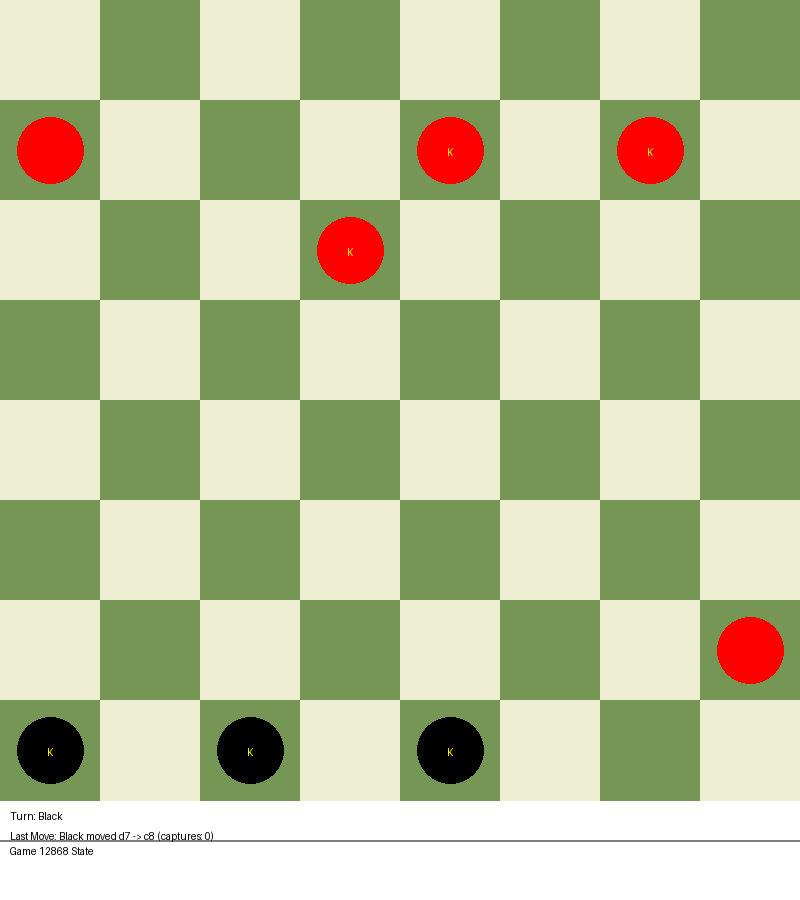 K K
K
K K K
Turn: Black
Last Move: Black moved d7 -> c8 (captures: 0)
Game 12868 State